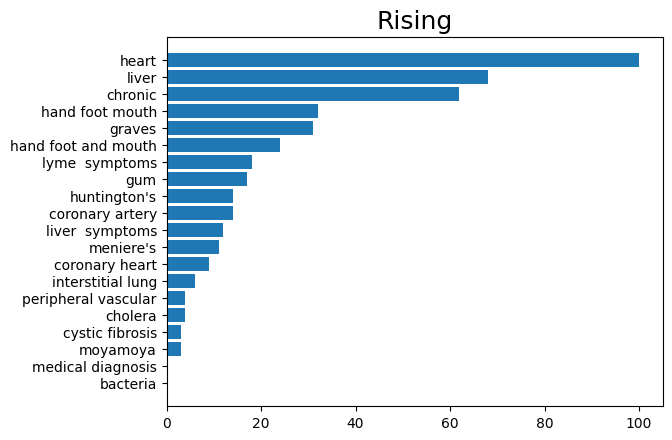 Rising
heart
liver
chronic
hand foot mouth
graves
hand foot and mouth
lyme  symptoms
gum
huntington's
coronary artery
liver  symptoms
meniere's
coronary heart
interstitial lung
peripheral vascular
cholera
cystic fibrosis
moyamoya
medical diagnosis
bacteria
0 20 40 60 80 100